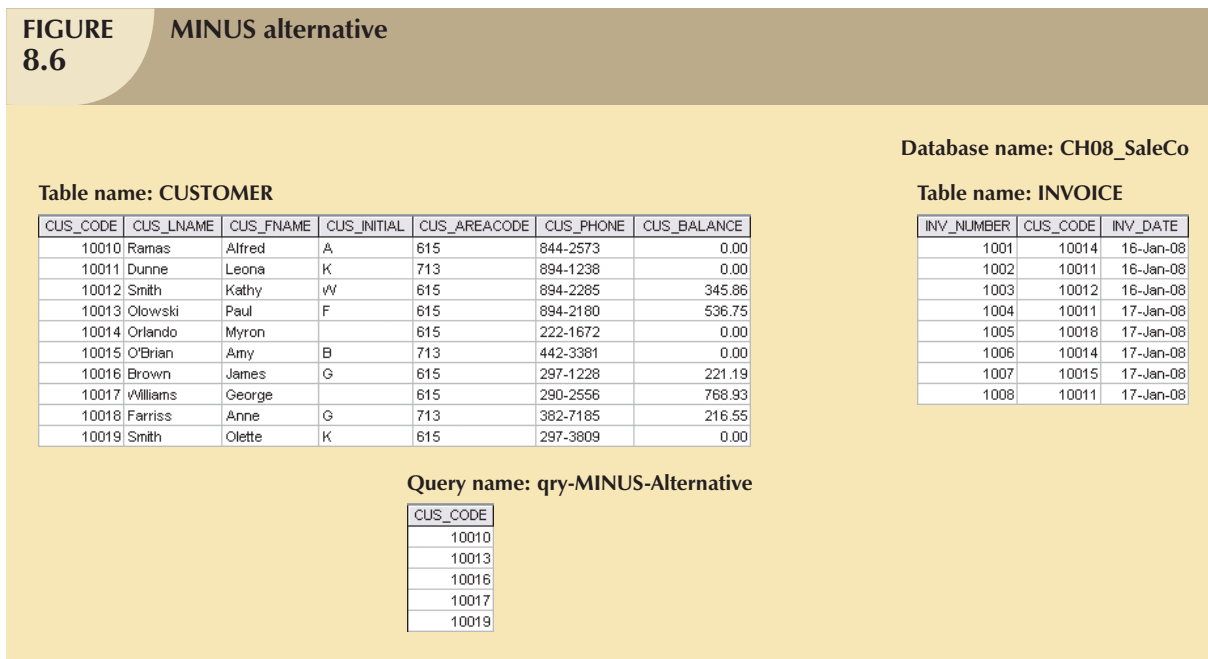 FIGURE 8.6
MINUS alternative
Database name: CH08_SaleCo
Table name: CUSTOMER
CUS_CODE CUS_LNAME CUS_FNAME CUS_INITIAL CUS_AREACODE CUS_PHONE CUS_BALANCE
10010 Ramas Alfred A 615 844-2573 0.00
10011 Dunne Leona K 713 894-1238 0.00
10012 Smith Kathy W 615 894-2285 345.86
10013 Olowski Paul F 615 894-2180 536.75
10014 Orlando Myron 615 222-1672 0.00
10015 O'Brian Amy B 713 442-3381 0.00
10016 Brown James G 615 297-1228 221.19
10017 Williams George 615 290-2556 768.93
10018 Farriss Anne G 713 382-7185 216.55
10019 Smith Olette K 615 297-3809 0.00
Table name: INVOICE
INV_NUMBER CUS_CODE INV_DATE
1001 10014 16-Jan-08
1002 10011 16-Jan-08
1003 10012 16-Jan-08
1004 10011 17-Jan-08
1005 10018 17-Jan-08
1006 10014 17-Jan-08
1007 10015 17-Jan-08
1008 10011 17-Jan-08
Query name: qry-MINUS-Alternative
CUS_CODE
10010
10013
10016
10017
10019